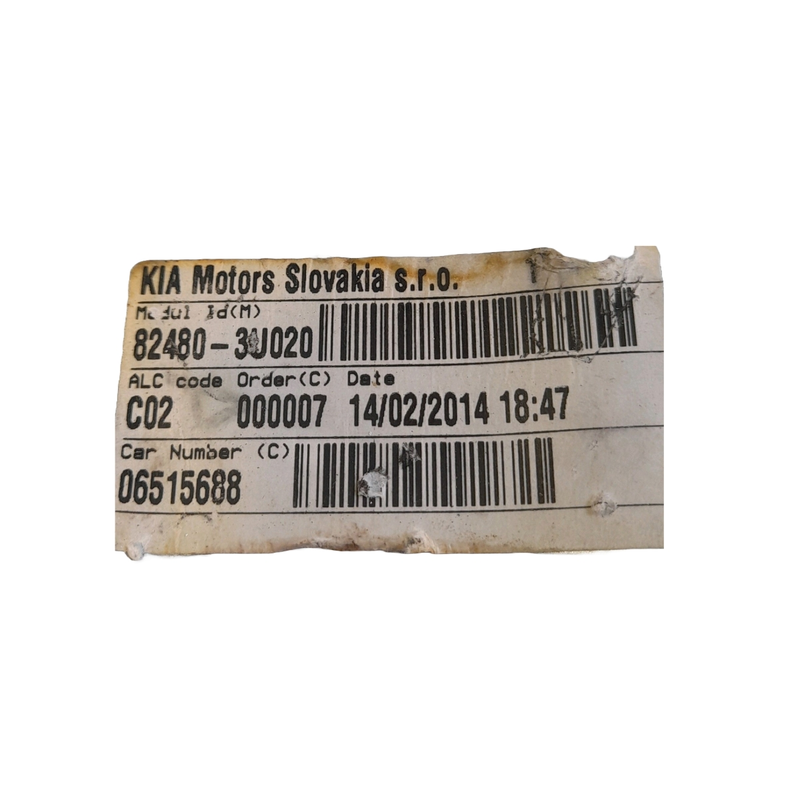 KIA Motors Slovakia s.r.o.
Modul Id(M)
82480-3U020
ALC code Order(C) Date
C02 000007 14/02/2014 18:47
Car Number (C)
06515688